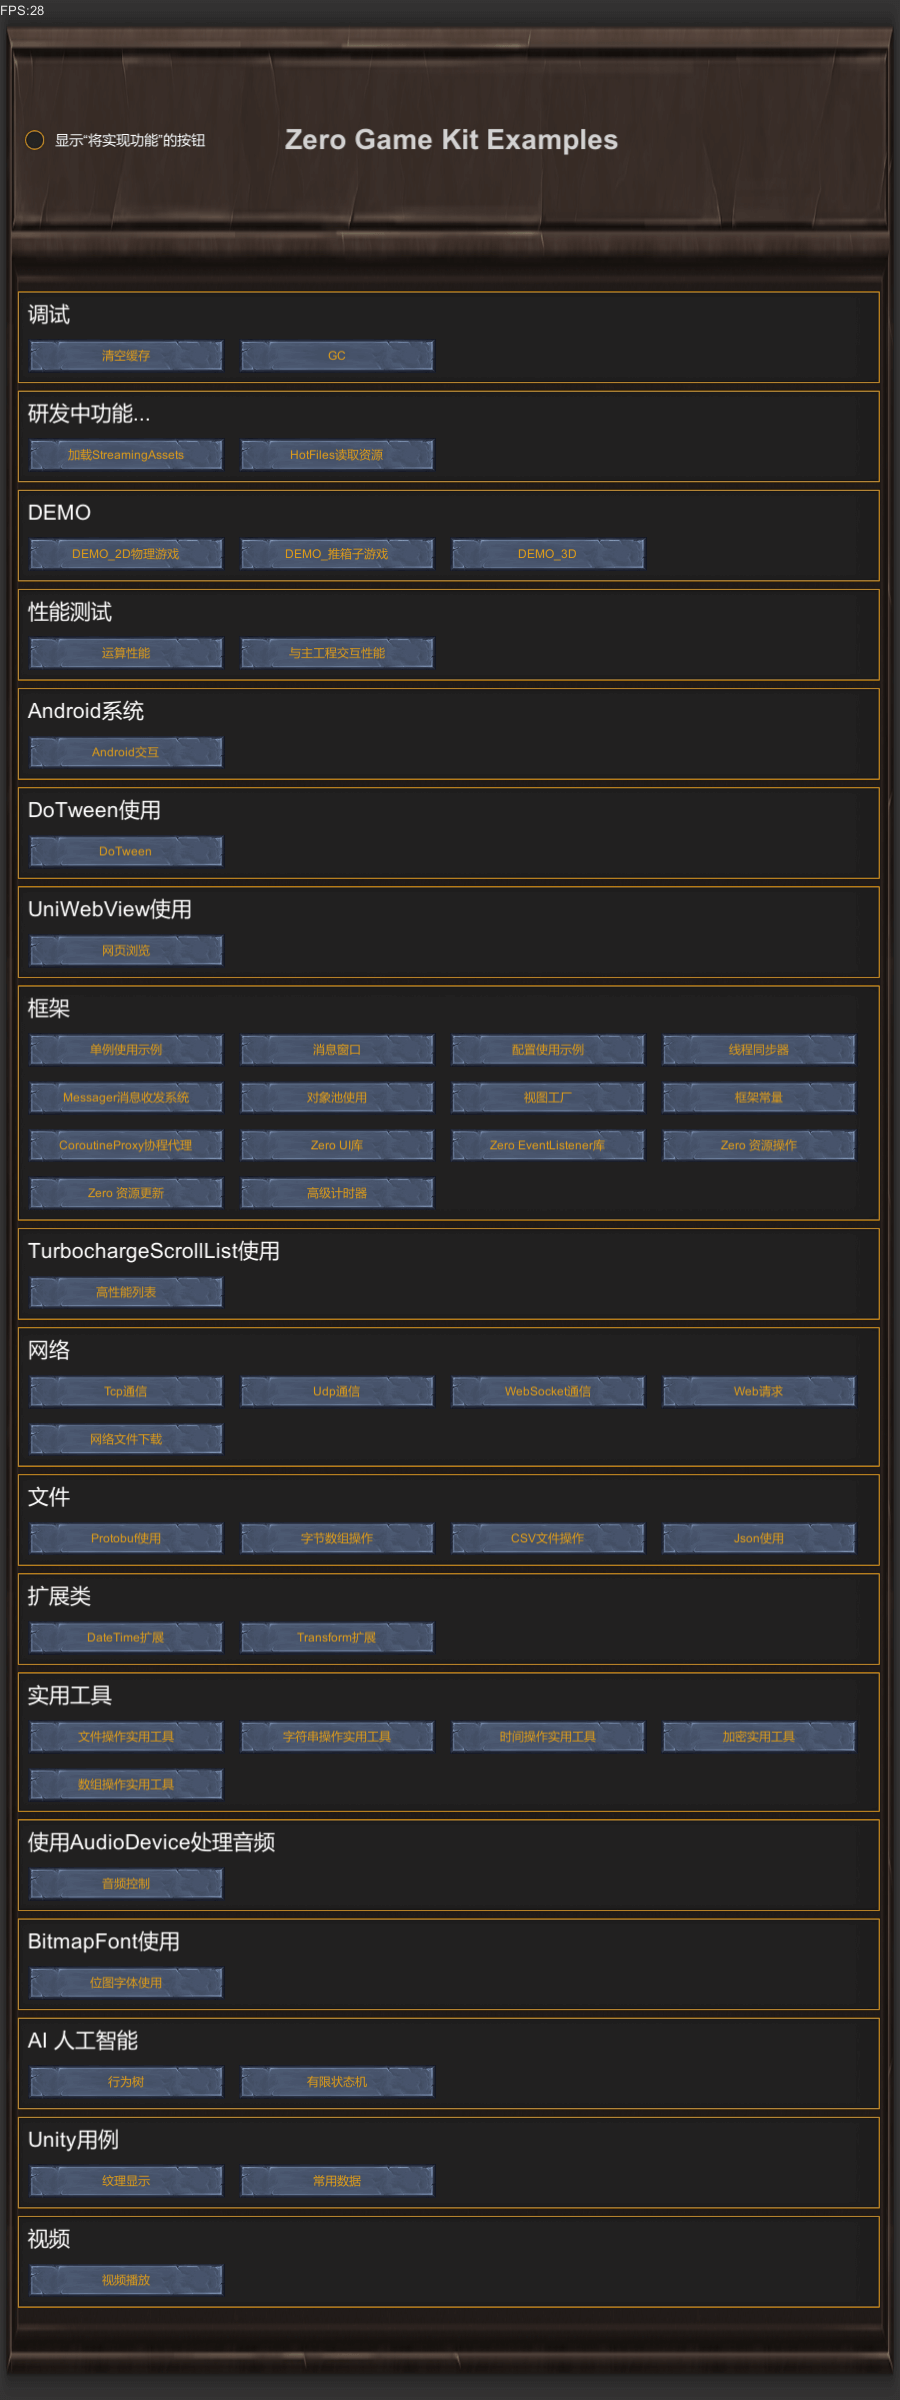 FPS:28
显示“将实现功能”的按钮
Zero Game Kit Examples
调试
清空缓存
GC
研发中功能...
加载StreamingAssets
HotFiles读取资源
DEMO
DEMO_2D物理游戏
DEMO_推箱子游戏
DEMO_3D
性能测试
运算性能
与主工程交互性能
Android系统
Android交互
DoTween使用
DoTween
UniWebView使用
网页浏览
框架
单例使用示例
消息窗口
配置使用示例
线程同步器
Messager消息收发系统
对象池使用
视图工厂
框架常量
CoroutineProxy协程代理
Zero UI库
Zero EventListener库
Zero 资源操作
Zero 资源更新
高级计时器
TurbochargeScrollList使用
高性能列表
网络
Tcp通信
Udp通信
WebSocket通信
Web请求
网络文件下载
文件
Protobuf使用
字节数组操作
CSV文件操作
Json使用
扩展类
DateTime扩展
Transform扩展
实用工具
文件操作实用工具
字符串操作实用工具
时间操作实用工具
加密实用工具
数组操作实用工具
使用AudioDevice处理音频
音频控制
BitmapFont使用
位图字体使用
AI 人工智能
行为树
有限状态机
Unity用例
纹理显示
常用数据
视频
视频播放